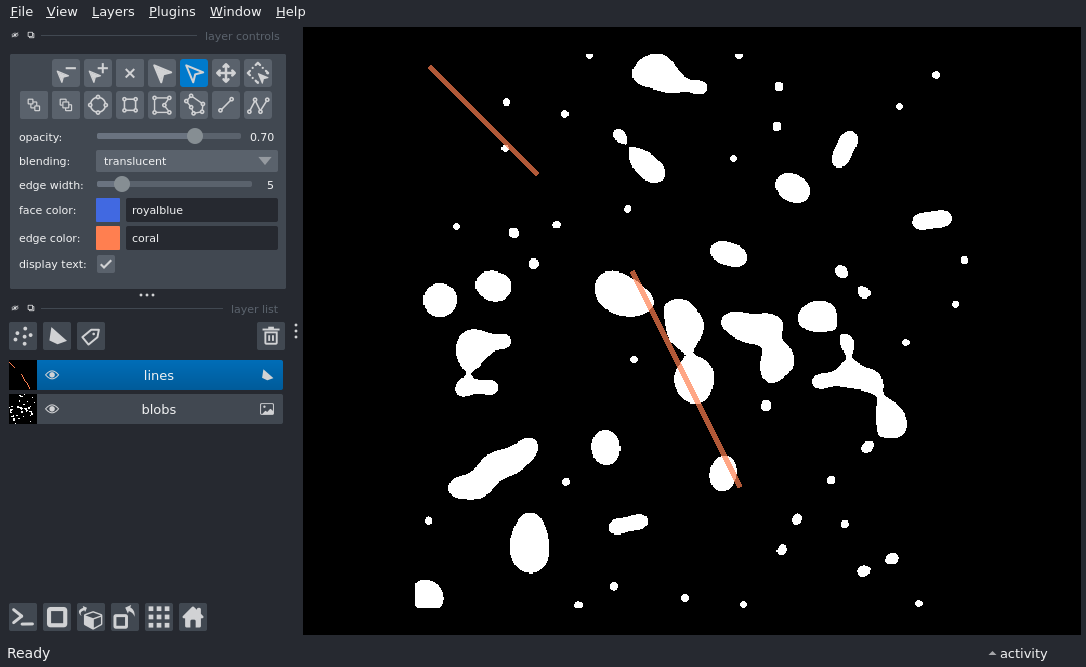 File View Layers Plugins Window Help
layer controls
opacity: 0.70
blending: translucent
edge width: 5
face color: royalblue
edge color: coral
display text:
layer list
lines
blobs
Ready activity